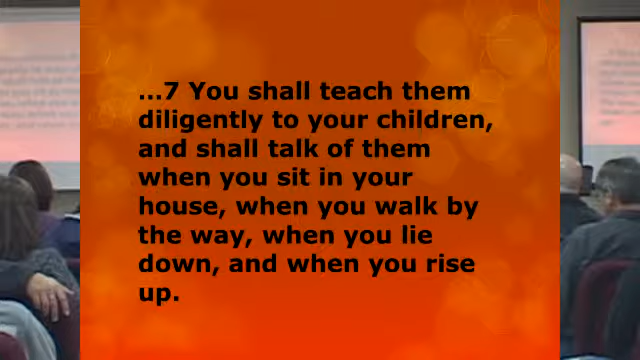 ...7 You shall teach them
diligently to your children,
and shall talk of them
when you sit in your
house, when you walk by
the way, when you lie
down, and when you rise
up.